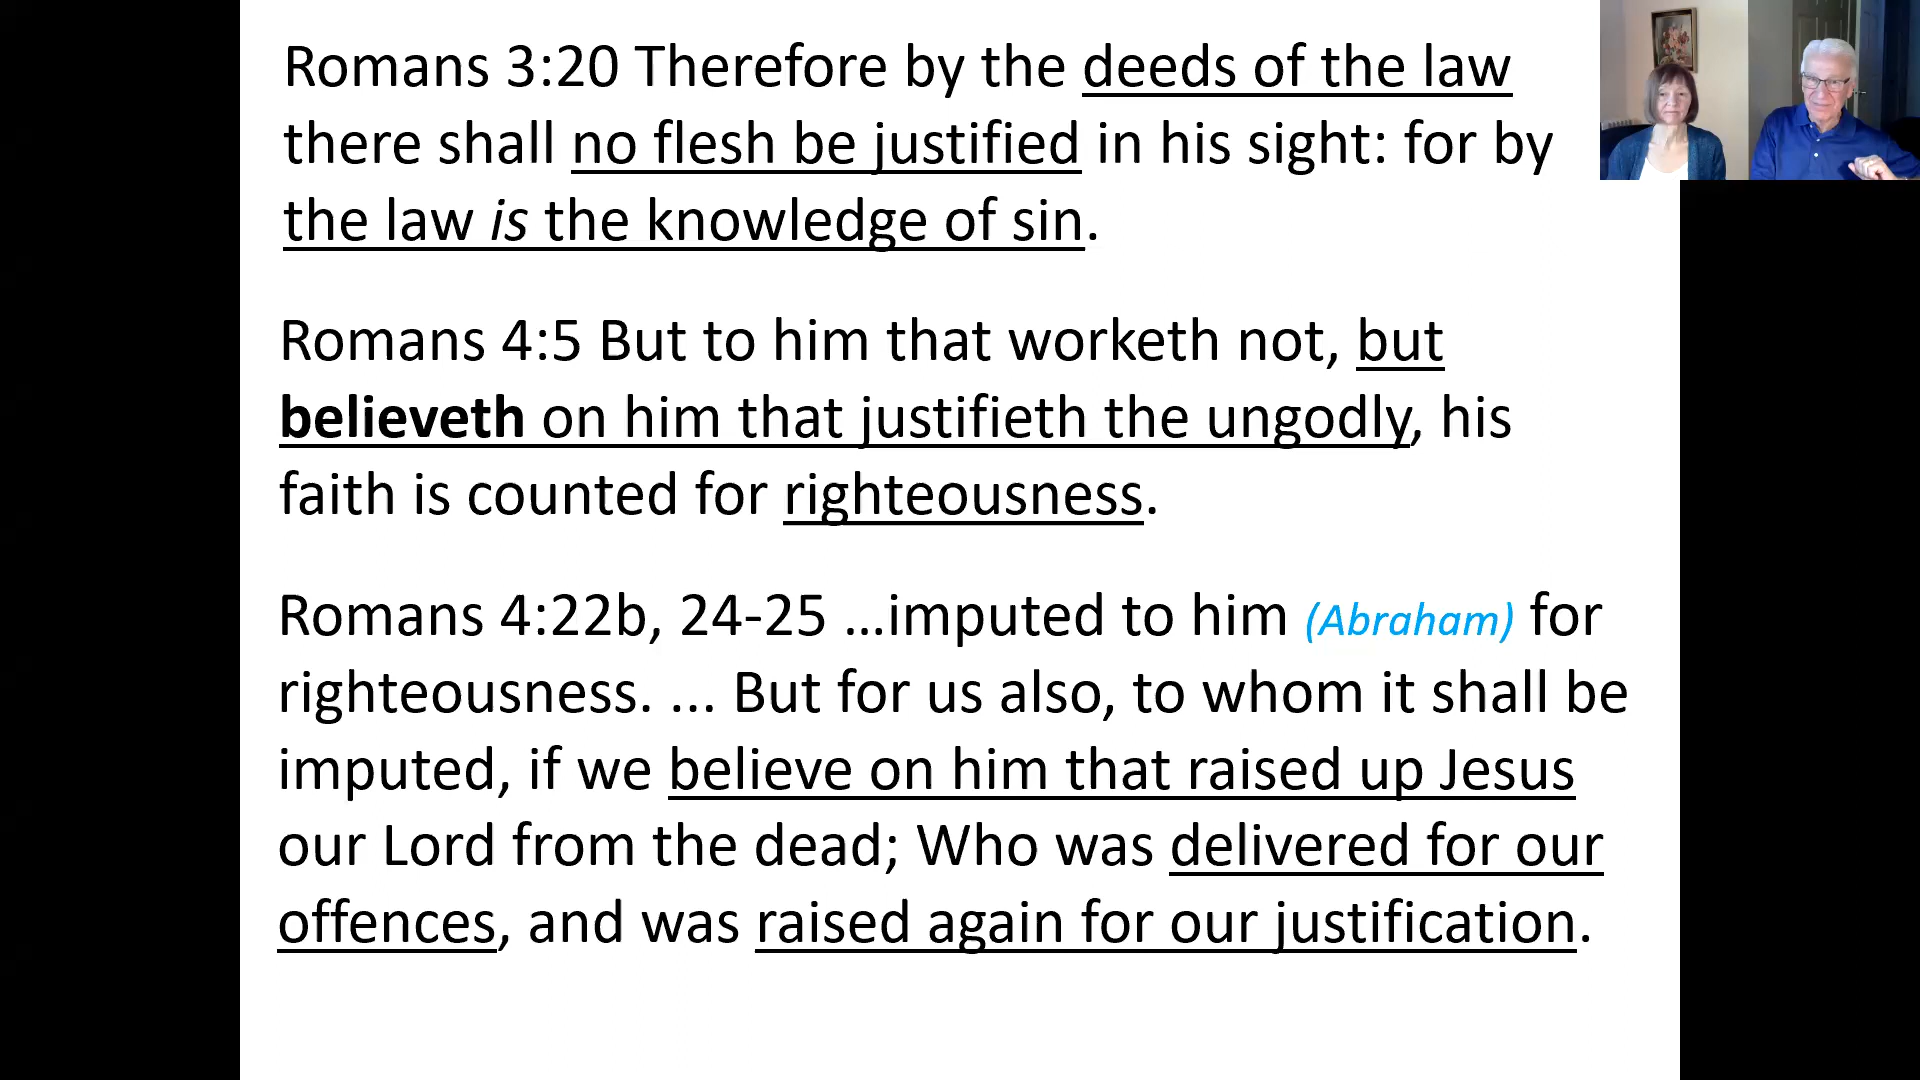 Romans 3:20 Therefore by the deeds of the law
there shall no flesh be justified in his sight: for by
the law is the knowledge of sin.
Romans 4:5 But to him that worketh not, but
believeth on him that justifieth the ungodly, his
faith is counted for righteousness.
Romans 4:22b, 24-25 ...imputed to him (Abraham) for
righteousness. ... But for us also, to whom it shall be
imputed, if we believe on him that raised up Jesus
our Lord from the dead; Who was delivered for our
offences, and was raised again for our justification.